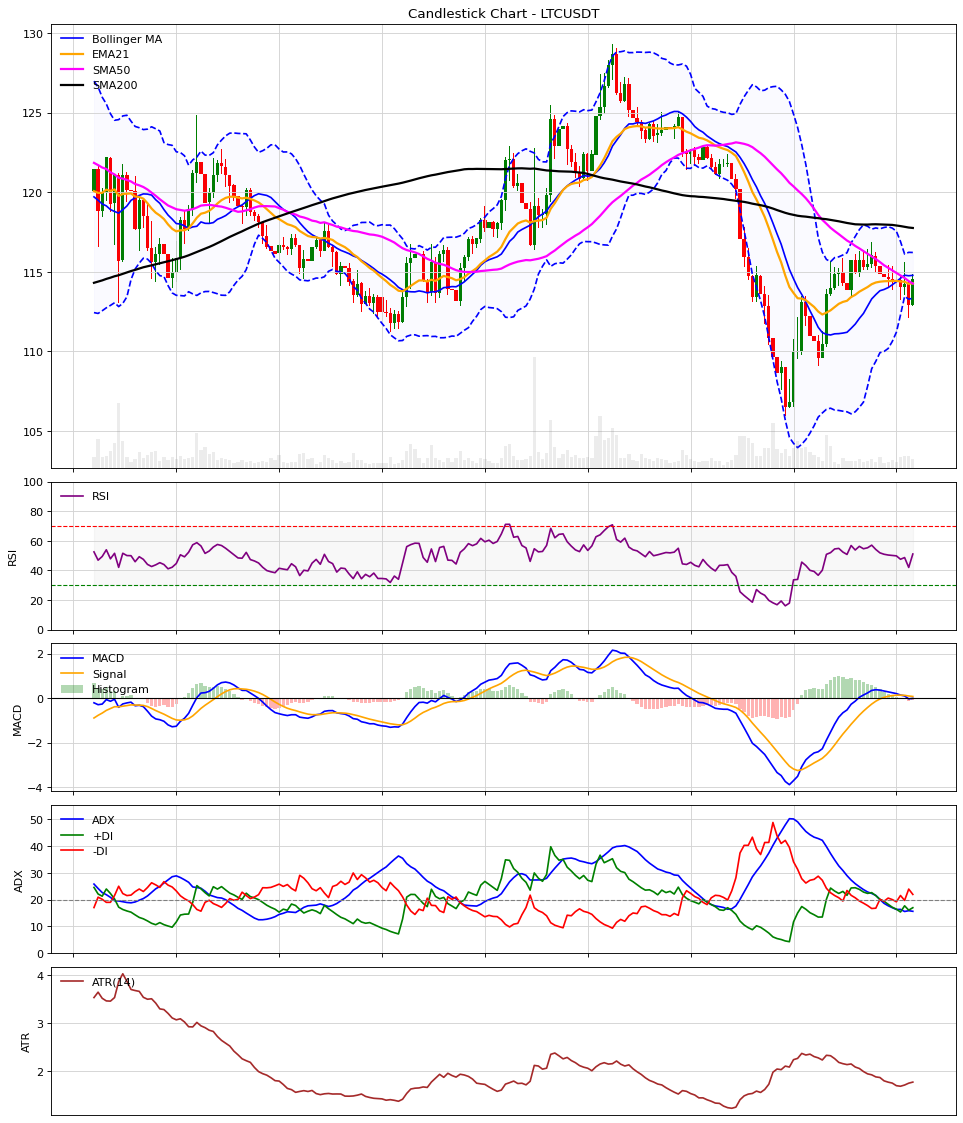 Candlestick Chart - LTCUSDT
130
125
120
115
110
105
Bollinger MA
EMA21
SMA50
SMA200
100
80
60
40
20
0
RSI
RSI
2
0
−2
−4
MACD
MACD
Signal
Histogram
50
40
30
20
10
0
ADX
ADX
+DI
-DI
4
3
2
ATR
ATR(14)